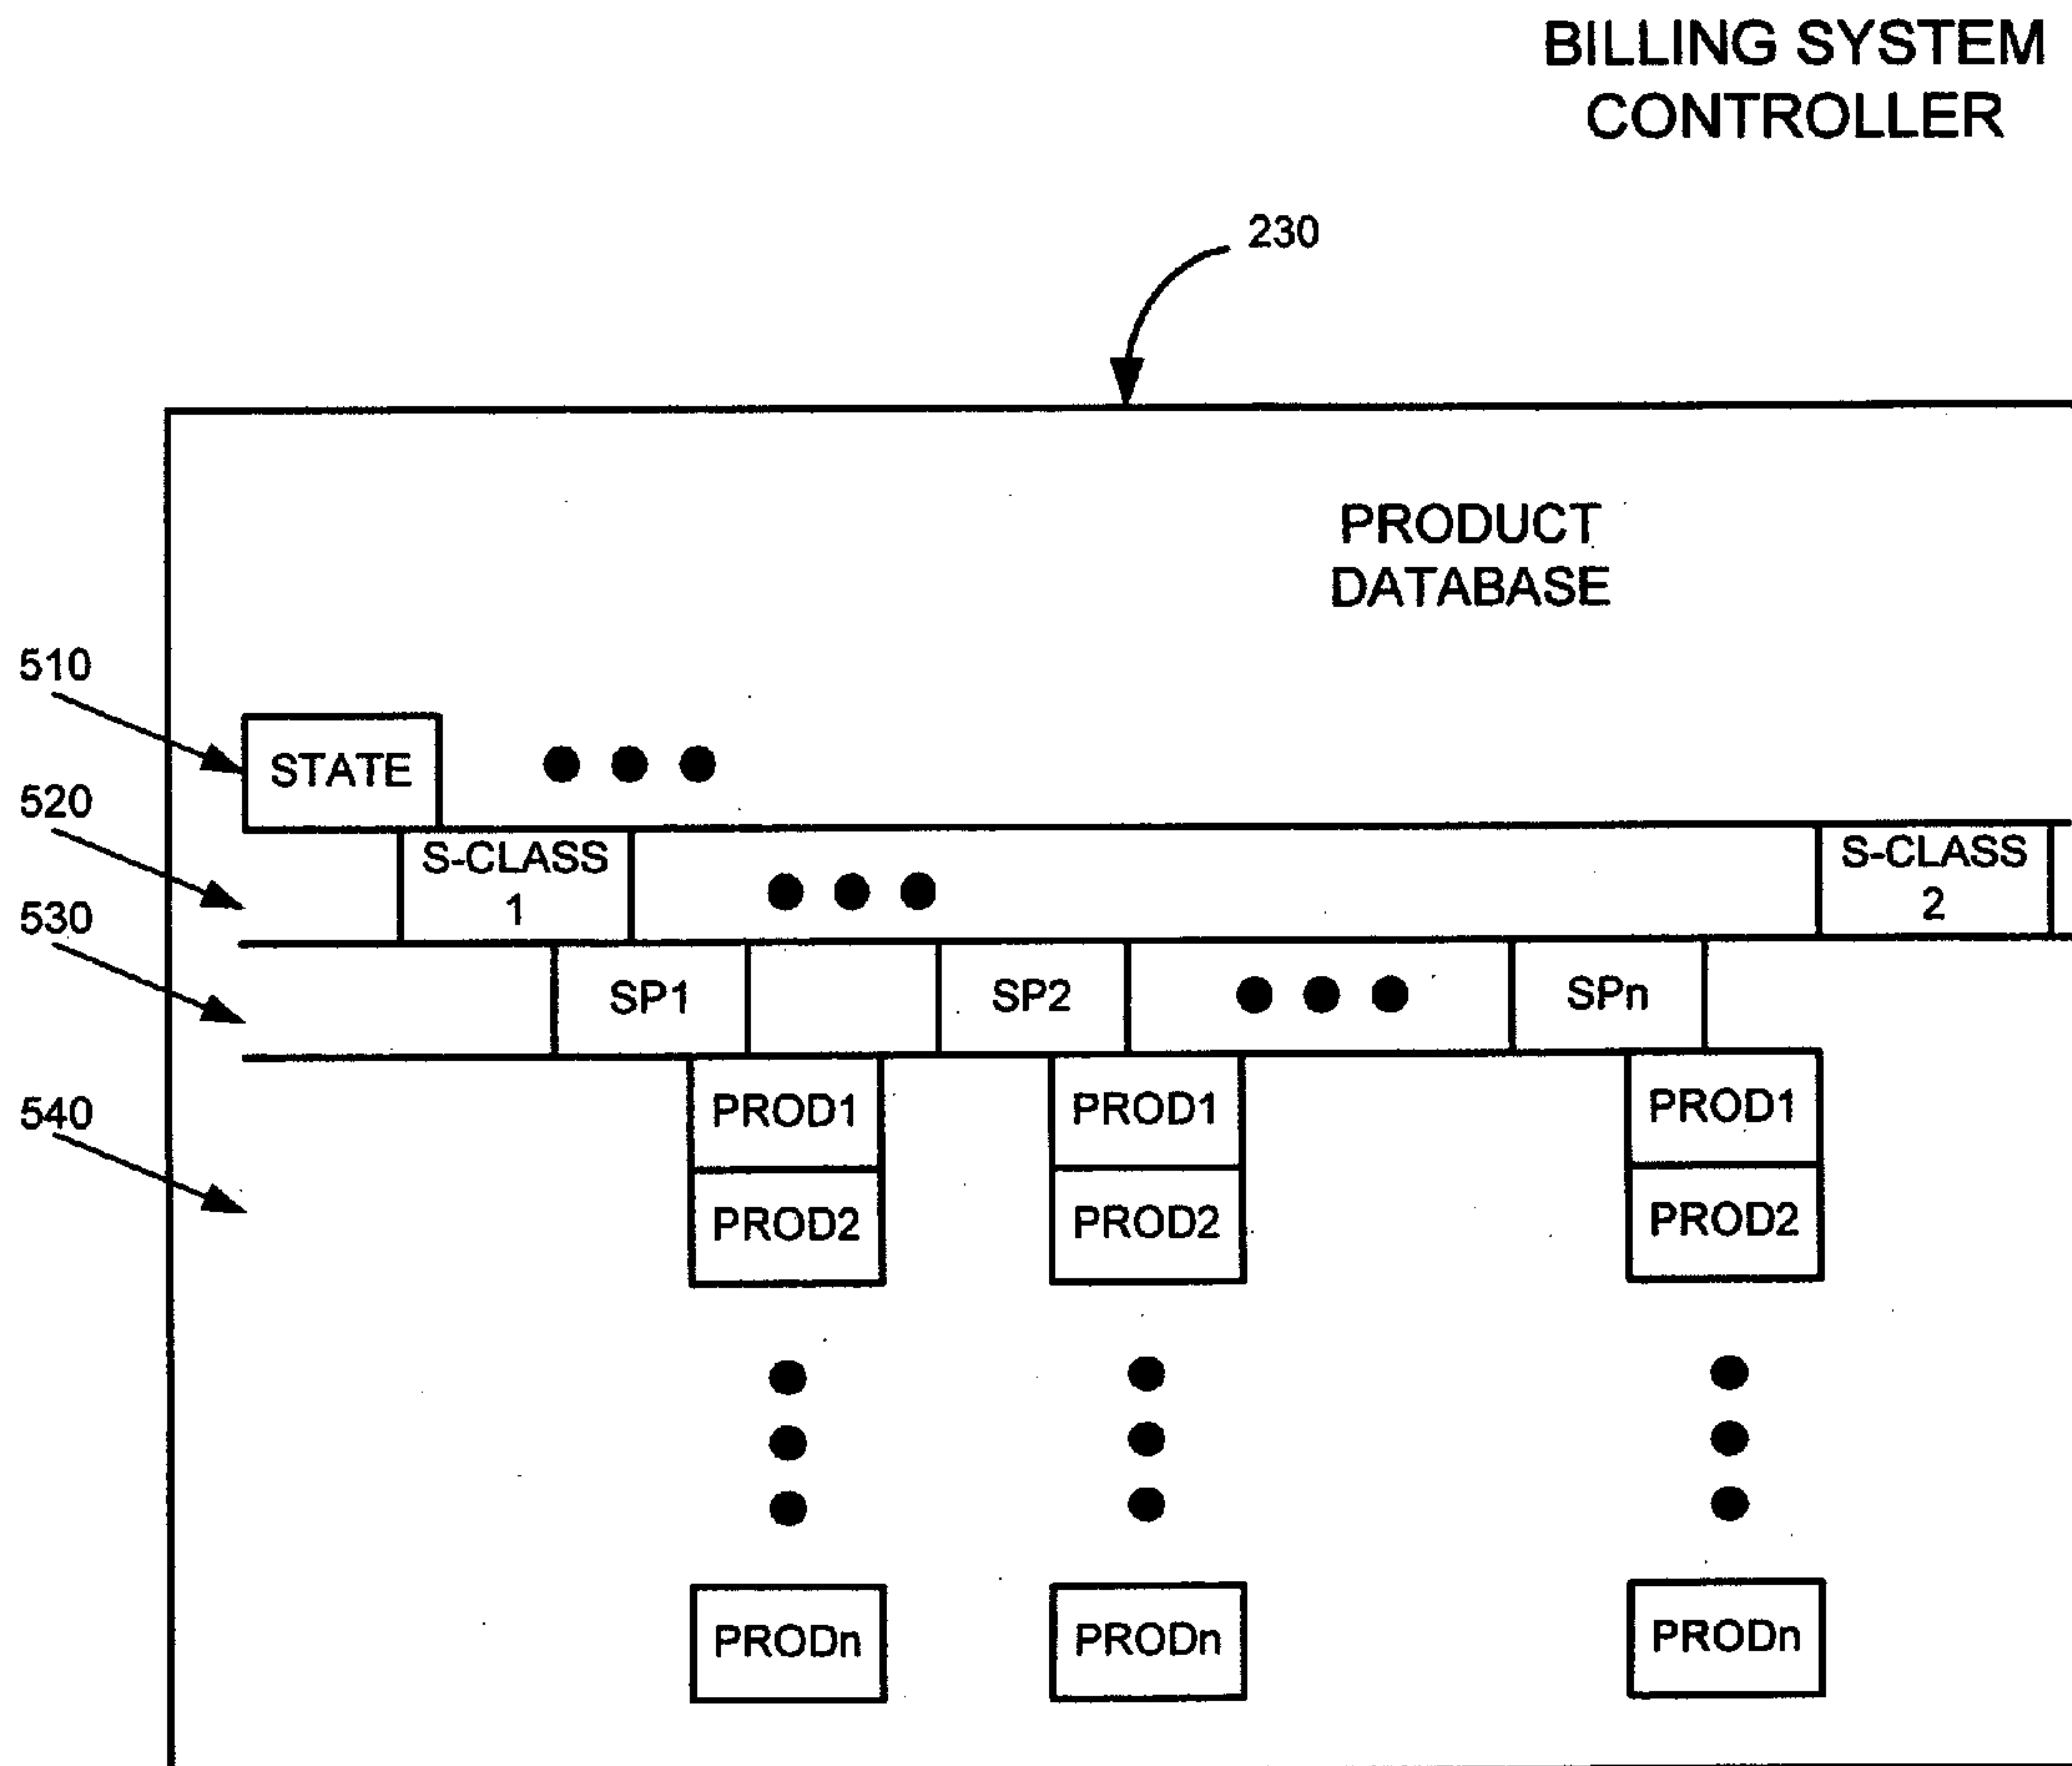 BILLING SYSTEM
CONTROLLER
230
PRODUCT
DATABASE
510
STATE
520
S-CLASS
1
S-CLASS
2
530
SP1
SP2
SPn
540
PROD1
PROD1
PROD1
PROD2
PROD2
PROD2
PRODn
PRODn
PRODn